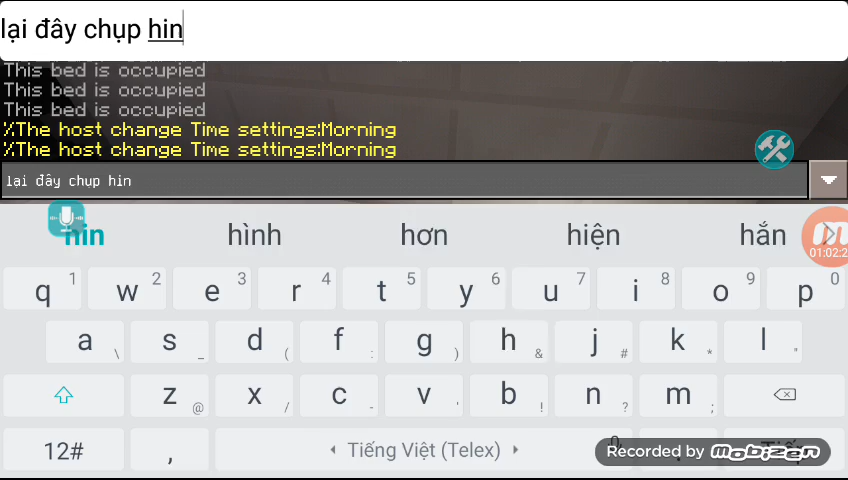 lại đây chụp hin
This bed is occupied
This bed is occupied
This bed is occupied
%The host change Time settings:Morning
%The host change Time settings:Morning
lại đây chụp hin
hin hình hơn hiện hắn
01:02:2
q 1 w 2 e 3 r 4 t 5 y 6 u 7 i 8 o 9 p 0
a \ s _ d ( f : g ) h & j # k * l "
z @ x / c - v ' b ! n ? m ;
12# , Tiếng Việt (Telex)
Recorded by mobizen